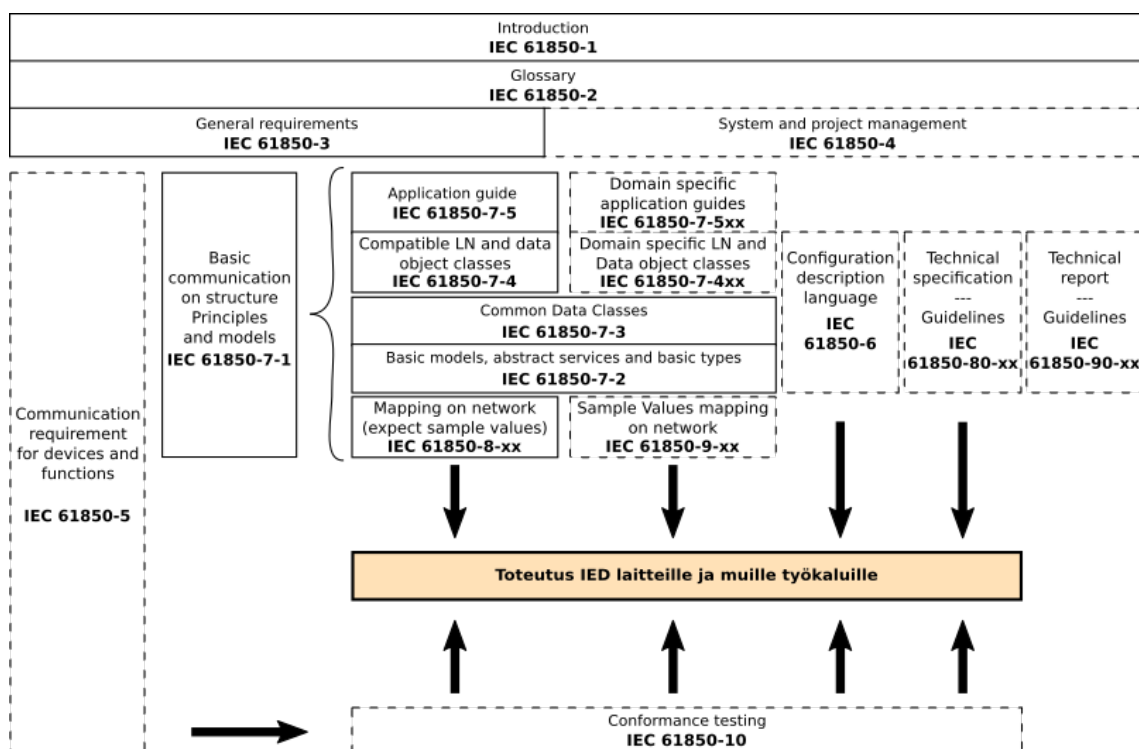 Introduction
IEC 61850-1
Glossary
IEC 61850-2
General requirements
IEC 61850-3
System and project management
IEC 61850-4
Communication
requirement
for devices and
functions
IEC 61850-5
Basic
communication
on structure
Principles
and models
IEC 61850-7-1
Application guide
IEC 61850-7-5
Domain specific
application guides
IEC 61850-7-5xx
Compatible LN and data
object classes
IEC 61850-7-4
Domain specific LN and
Data object classes
IEC 61850-7-4xx
Common Data Classes
IEC 61850-7-3
Basic models, abstract services and basic types
IEC 61850-7-2
Mapping on network
(expect sample values)
IEC 61850-8-xx
Sample Values mapping
on network
IEC 61850-9-xx
Configuration
description
language
IEC
61850-6
Technical
specification
---
Guidelines
IEC
61850-80-xx
Technical
report
---
Guidelines
IEC
61850-90-xx
Toteutus IED laitteille ja muille työkaluille
Conformance testing
IEC 61850-10